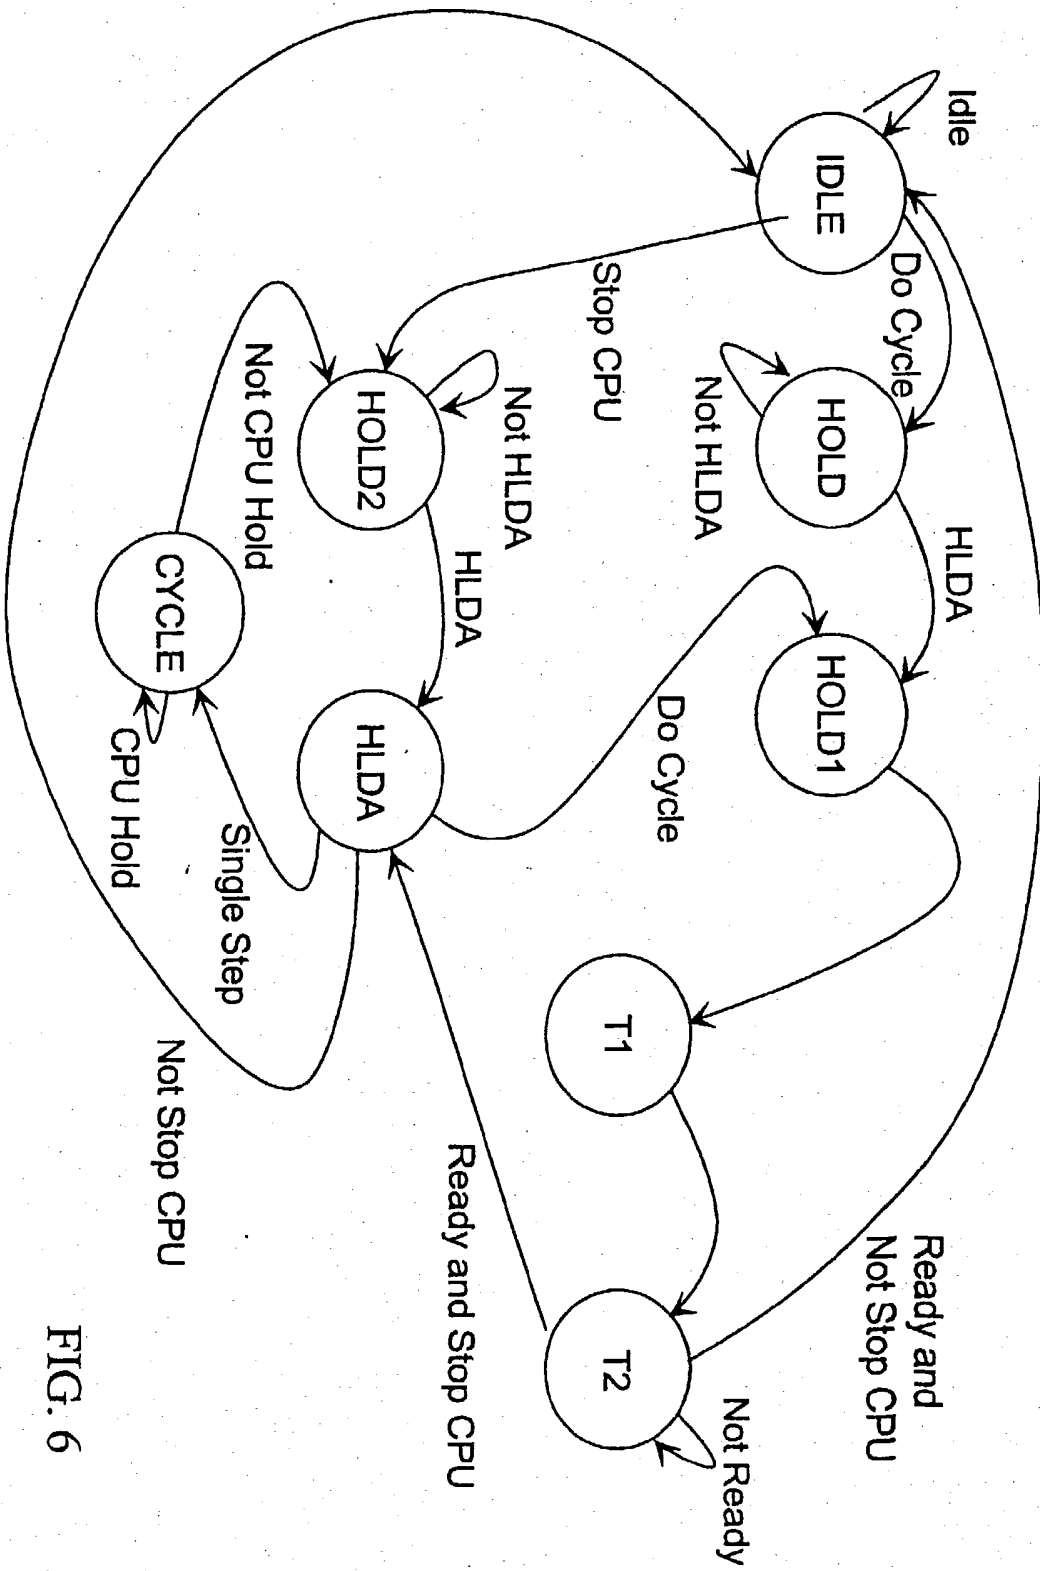 Idle
IDLE
Do Cycle
HOLD
HLDA
HOLD1
Not HLDA
Stop CPU
Do Cycle
Ready and
Not Stop CPU
T1
T2
Not Ready
Not HLDA
HOLD2
HLDA
HLDA
Ready and Stop CPU
Not CPU Hold
CYCLE
CPU Hold
Single Step
Not Stop CPU
FIG. 6